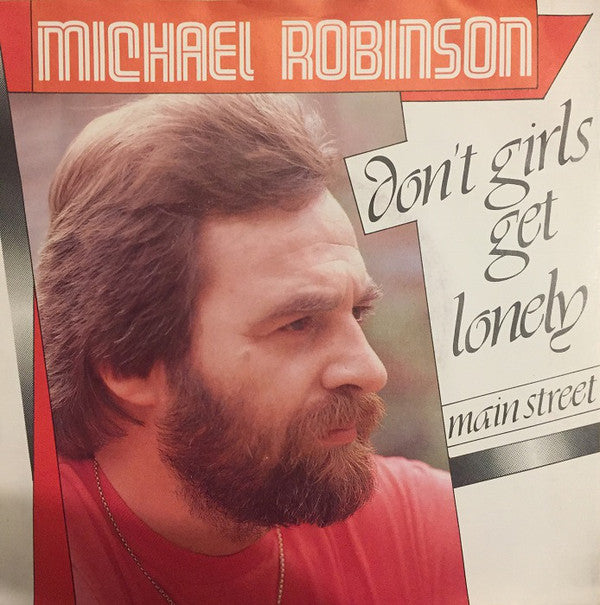 MICHAEL ROBINSON
don't girls
get
lonely
main street